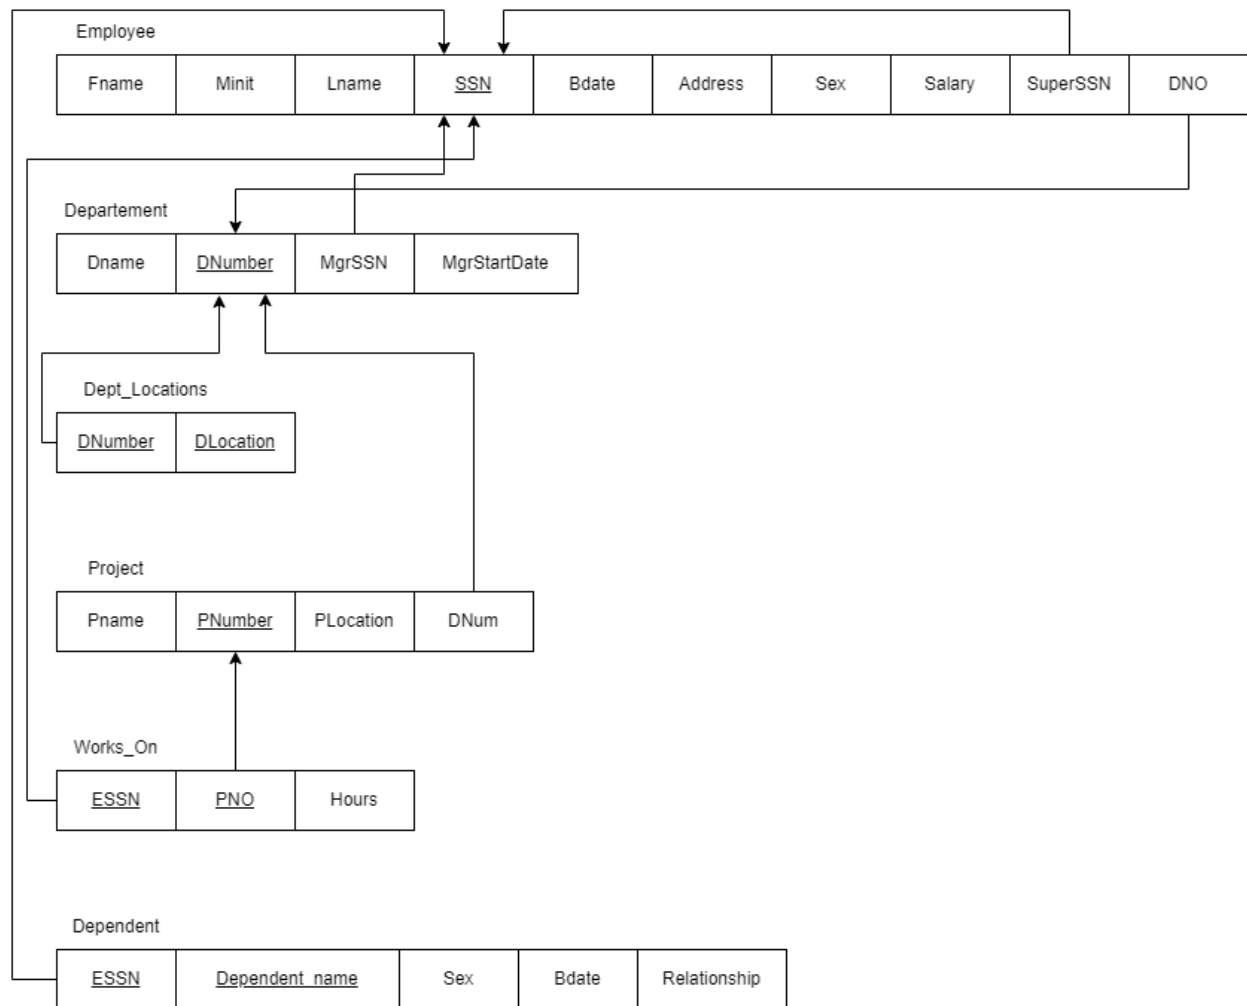 Employee
Fname Minit Lname SSN Bdate Address Sex Salary SuperSSN DNO
Departement
Dname DNumber MgrSSN MgrStartDate
Dept_Locations
DNumber DLocation
Project
Pname PNumber PLocation DNum
Works_On
ESSN PNO Hours
Dependent
ESSN Dependent_name Sex Bdate Relationship